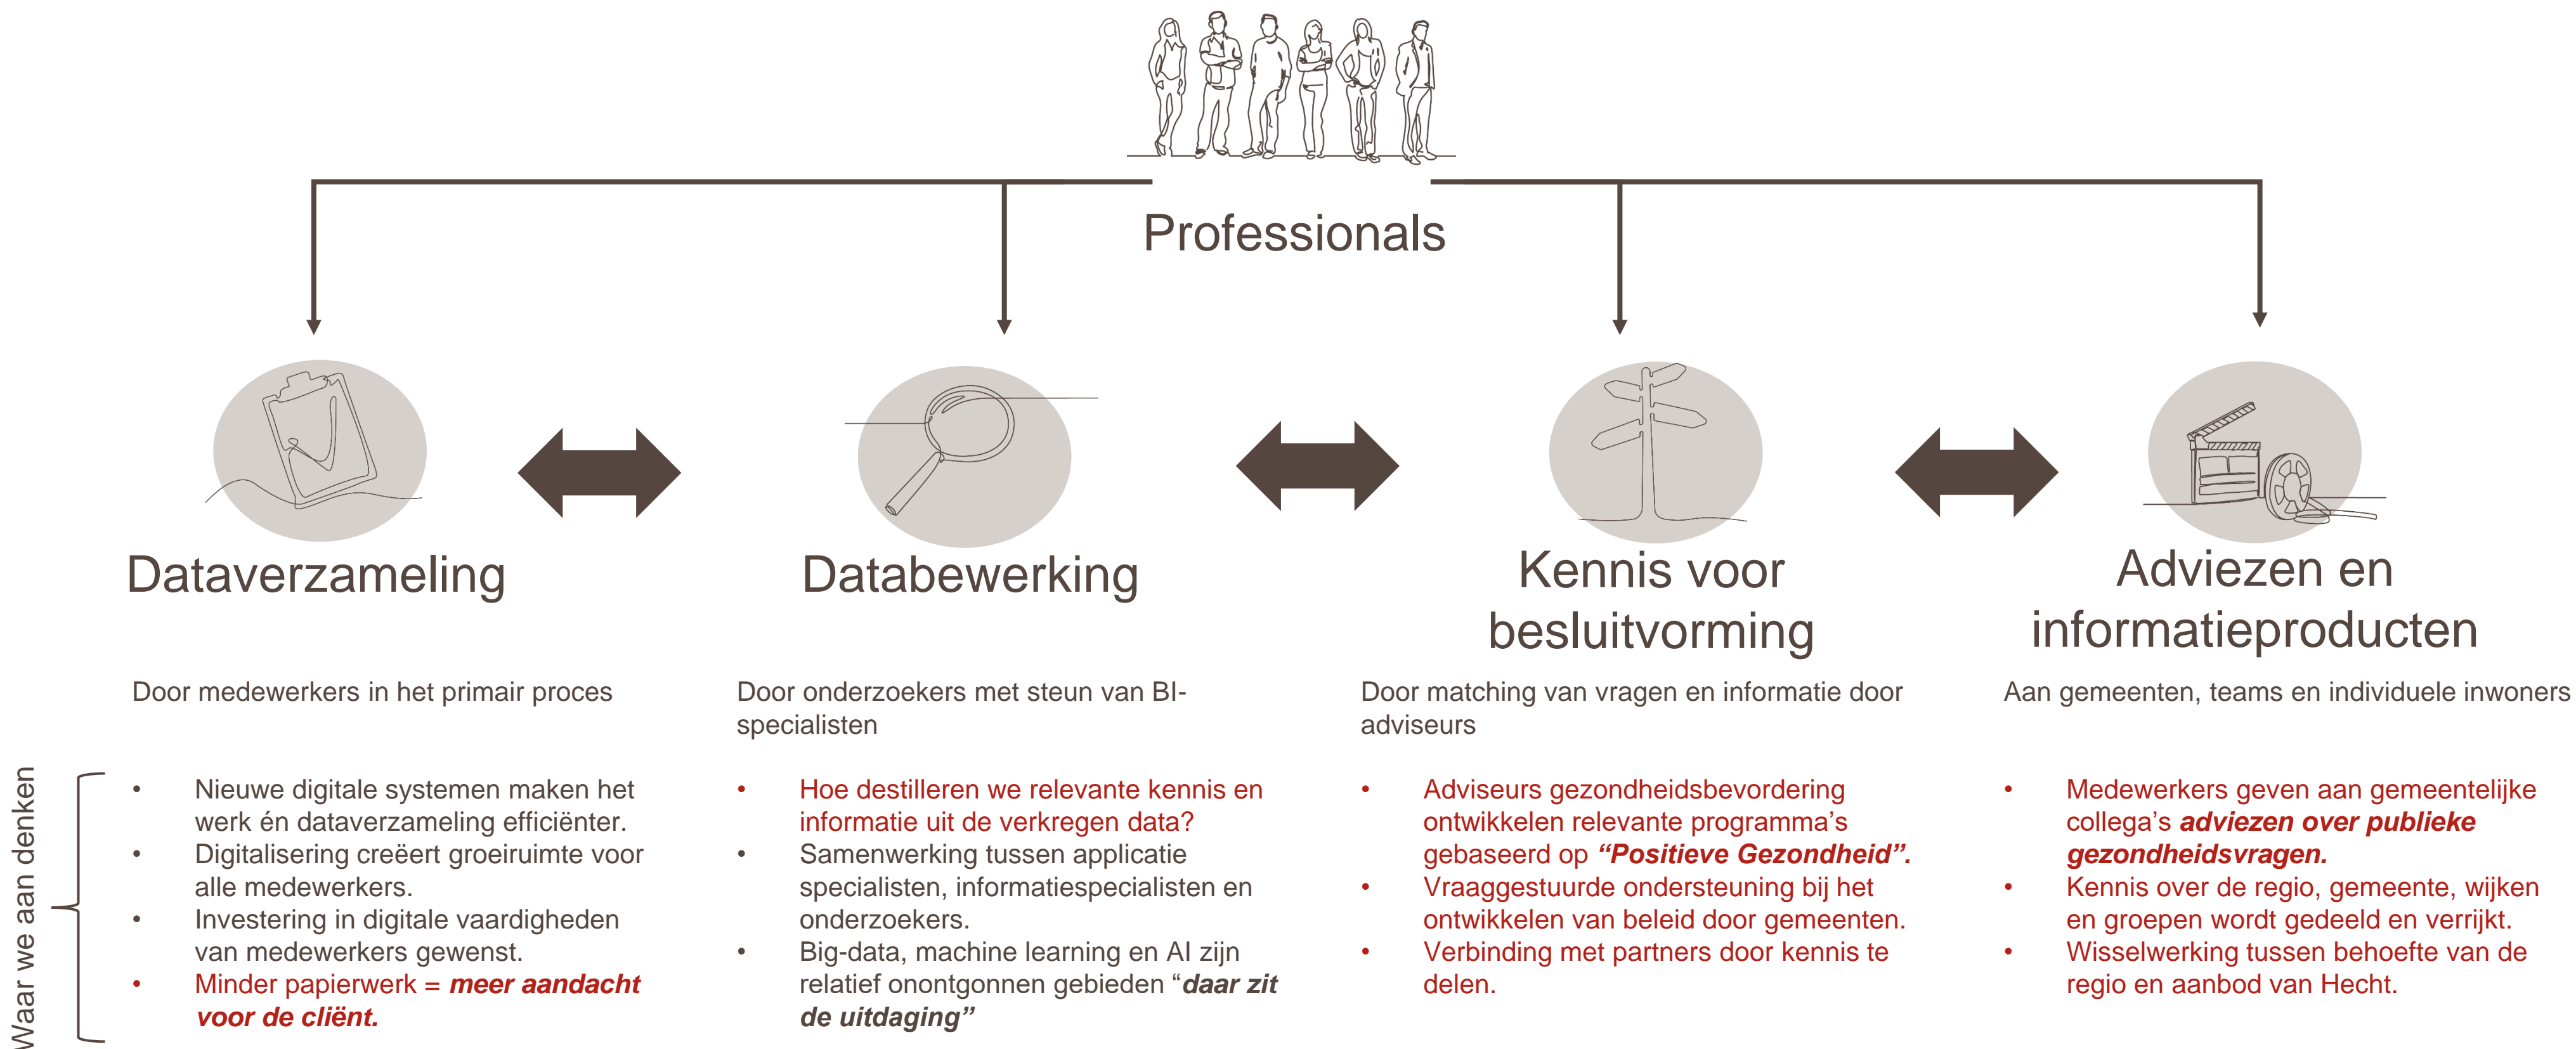 Professionals
Dataverzameling
Door medewerkers in het primair proces
Databewerking
Door onderzoekers met steun van BI-
specialisten
Kennis voor
besluitvorming
Door matching van vragen en informatie door
adviseurs
Adviezen en
informatieproducten
Aan gemeenten, teams en individuele inwoners
Waar we aan denken
• Nieuwe digitale systemen maken het
werk én dataverzameling efficiënter.
• Digitalisering creëert groeiruimte voor
alle medewerkers.
• Investering in digitale vaardigheden
van medewerkers gewenst.
• Minder papierwerk = meer aandacht
voor de cliënt.
• Hoe destilleren we relevante kennis en
informatie uit de verkregen data?
• Samenwerking tussen applicatie
specialisten, informatiespecialisten en
onderzoekers.
• Big-data, machine learning en AI zijn
relatief onontgonnen gebieden “daar zit
de uitdaging”
• Adviseurs gezondheidsbevordering
ontwikkelen relevante programma’s
gebaseerd op “Positieve Gezondheid”.
• Vraaggestuurde ondersteuning bij het
ontwikkelen van beleid door gemeenten.
• Verbinding met partners door kennis te
delen.
• Medewerkers geven aan gemeentelijke
collega’s adviezen over publieke
gezondheidsvragen.
• Kennis over de regio, gemeente, wijken
en groepen wordt gedeeld en verrijkt.
• Wisselwerking tussen behoefte van de
regio en aanbod van Hecht.